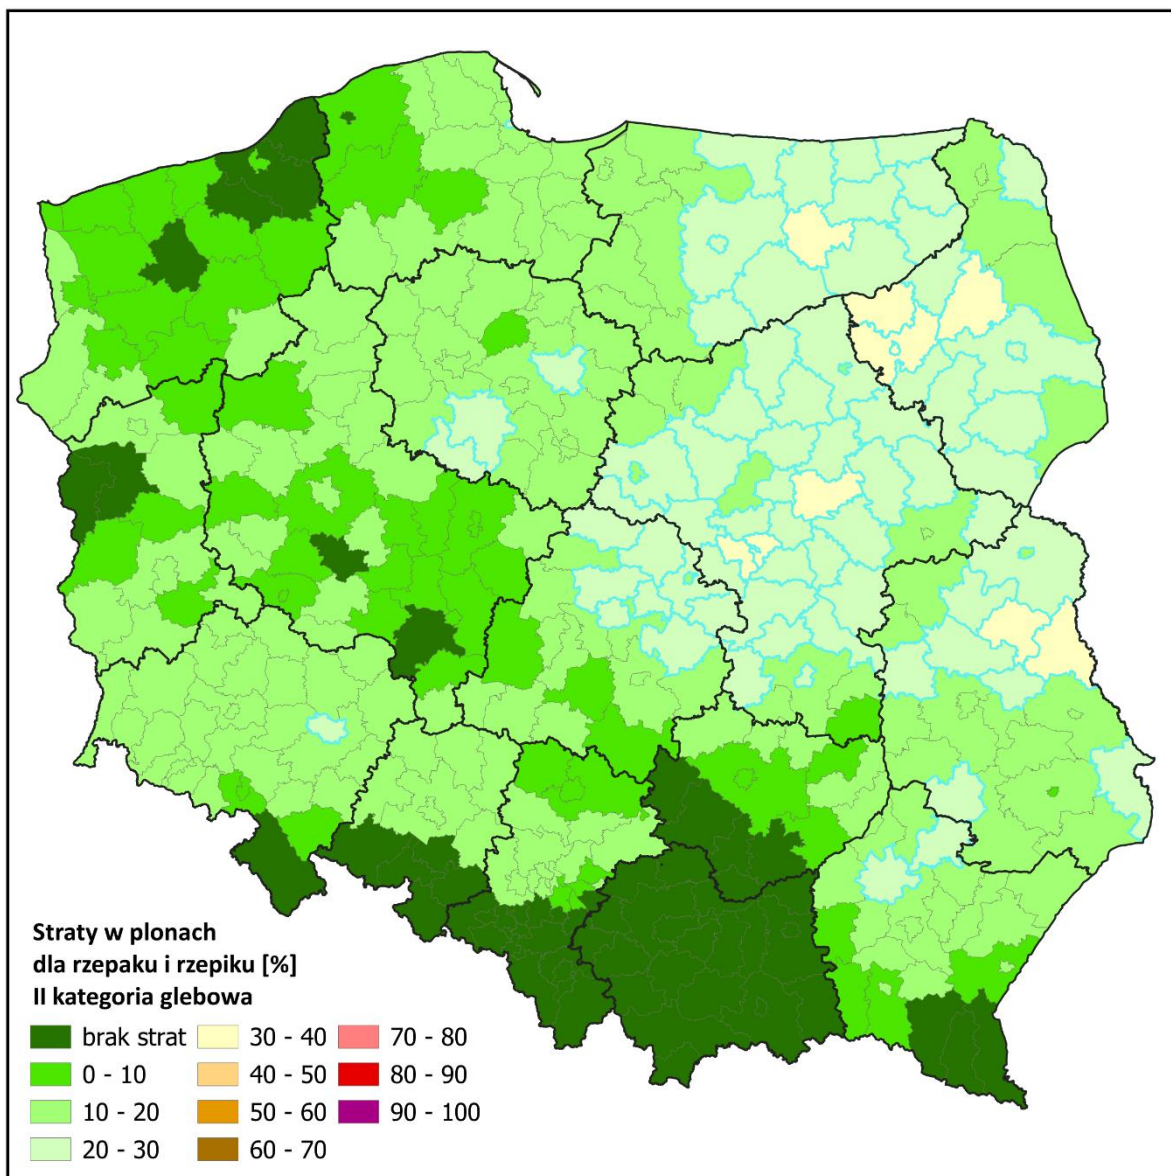 Straty w plonach
dla rzepaku i rzepiku [%]
II kategoria glebowa
brak strat
0 - 10
10 - 20
20 - 30
30 - 40
40 - 50
50 - 60
60 - 70
70 - 80
80 - 90
90 - 100